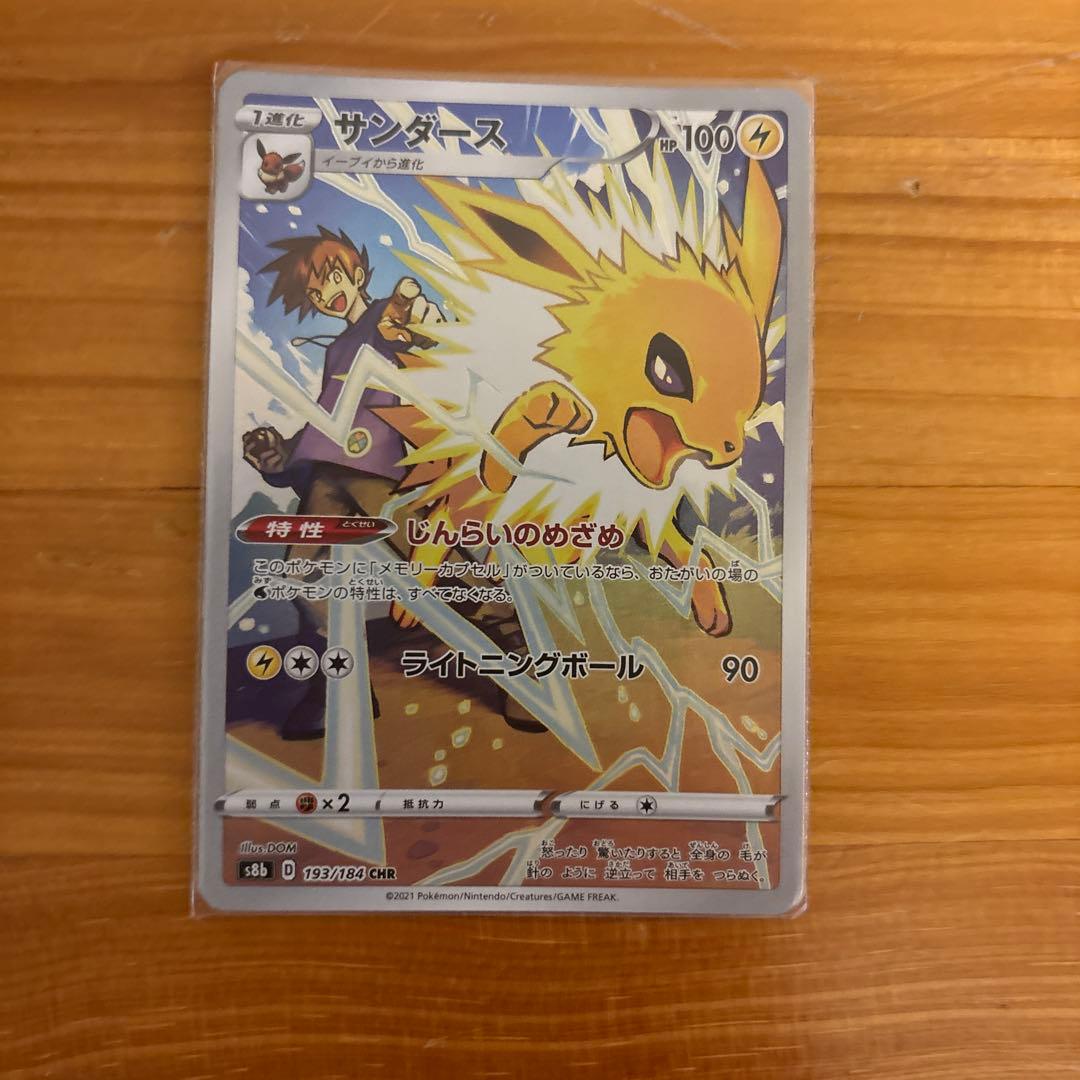 1進化
サンダース
HP 100
イーブイから進化
特性 とくせい じんらいのめざめ
このポケモンに「メモリーカプセル」がついているなら、おたがいの場の
ポケモンの特性は、すべてなくなる。
ライトニングボール 90
弱点 ×2 抵抗力 にげる
Illus. DOM
怒ったり 驚いたりすると 全身の 毛が
針の ように 逆立って 相手を つらぬく。
s8b D 193/184 CHR
©2021 Pokémon/Nintendo/Creatures/GAME FREAK.